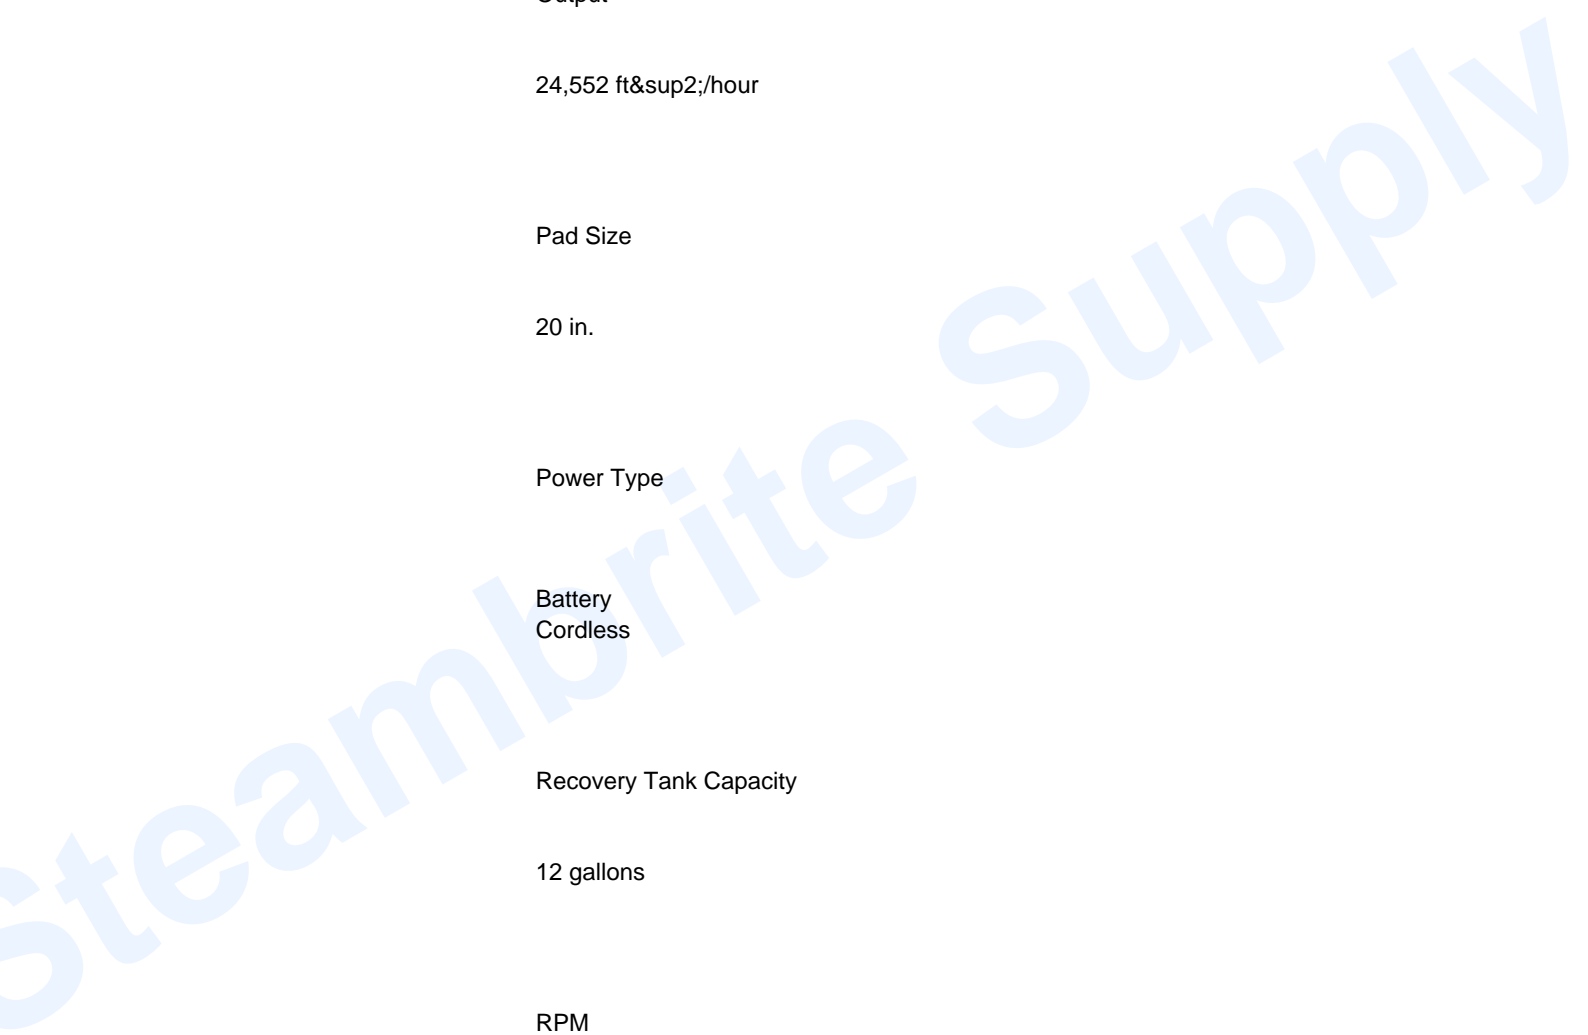 Output
24,552 ft&sup2;/hour
Pad Size
20 in.
Power Type
Battery
Cordless
Recovery Tank Capacity
12 gallons
RPM
Steambrite Supply